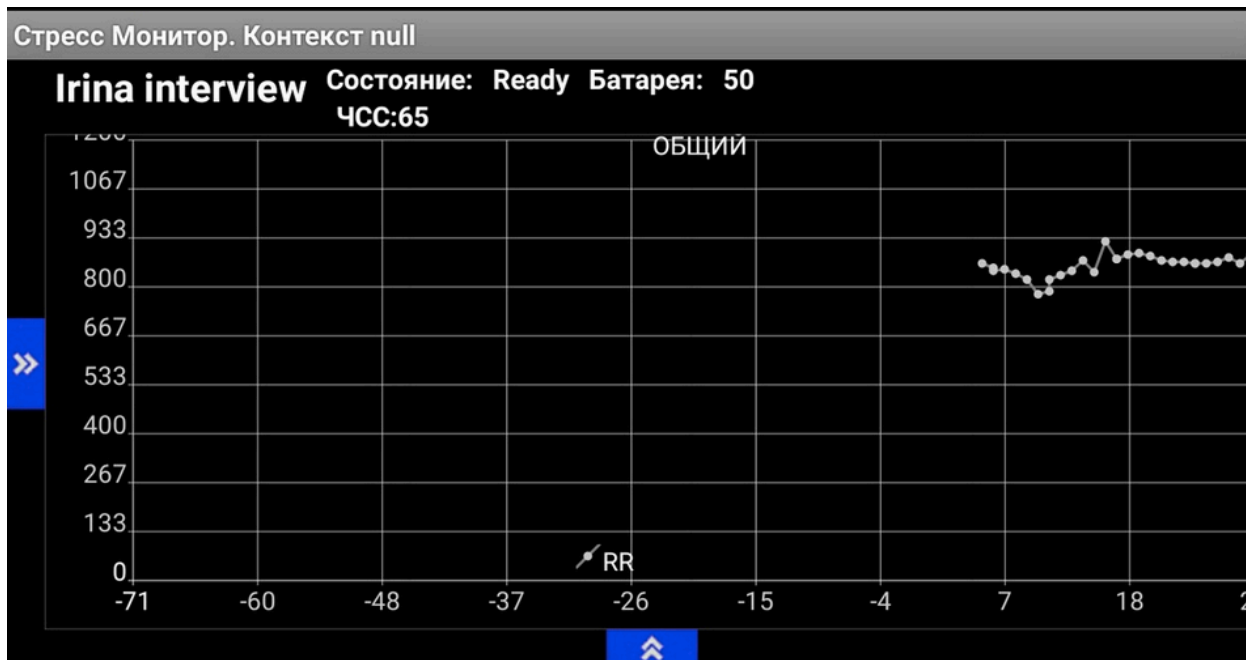 Стресс Монитор. Контекст null
Irina interview Состояние: Ready Батарея: 50
ЧСС:65
ОБЩИЙ
1200
1067
933
800
667
533
400
267
133
0
RR
-71 -60 -48 -37 -26 -15 -4 7 18